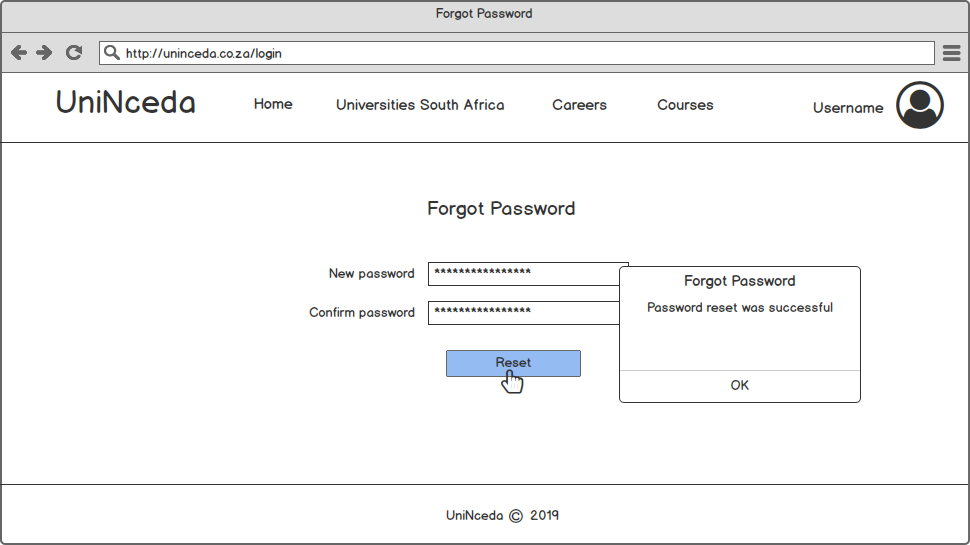 Forgot Password
http://uninceda.co.za/login
UniNceda Home Universities South Africa Careers Courses Username
Forgot Password
New password ****************
Confirm password ****************
Reset
Forgot Password
Password reset was successful
OK
UniNceda © 2019